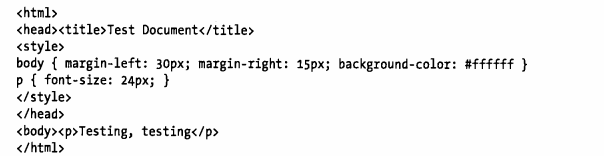 <html>
<head><title>Test Document</title>
<style>
body { margin-left: 30px; margin-right: 15px; background-color: #ffffff }
p { font-size: 24px; }
</style>
</head>
<body><p>Testing, testing</p>
</html>